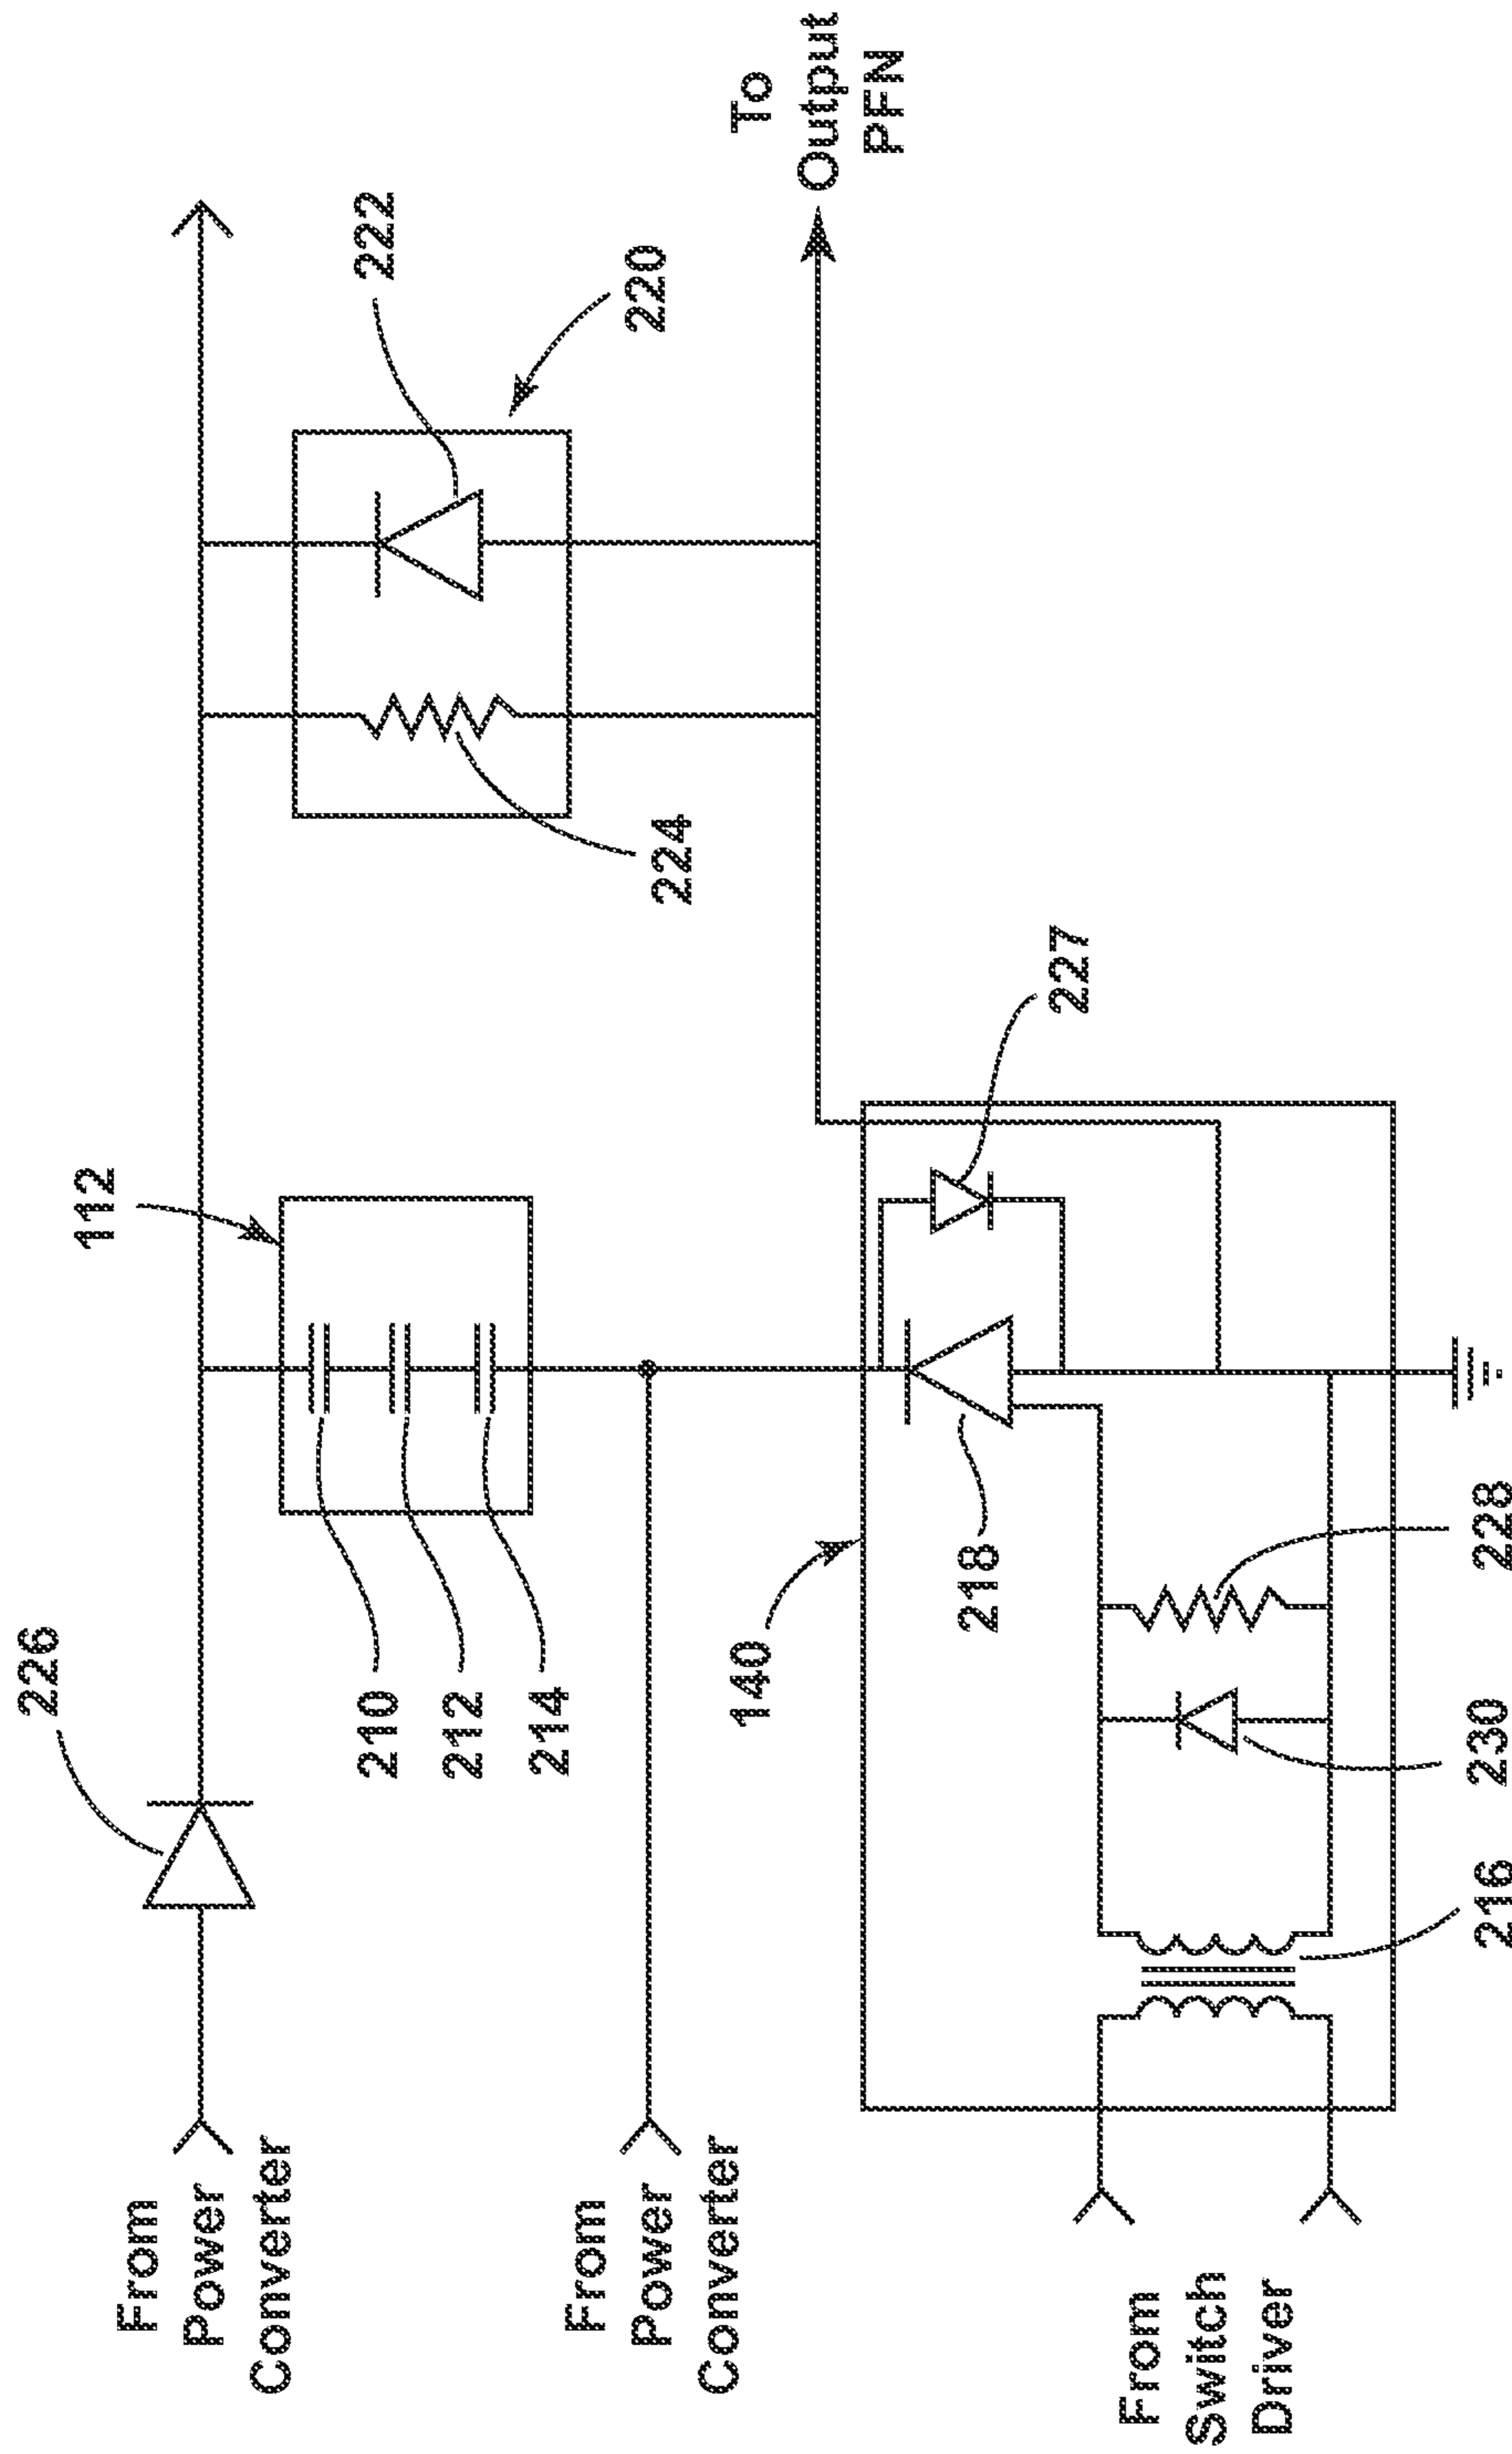 From
Power
Converter
226
112
222
210
212
214
220
224
To
Output
PFN
From
Power
Converter
140
218
227
From
Switch
Driver
216
230
228